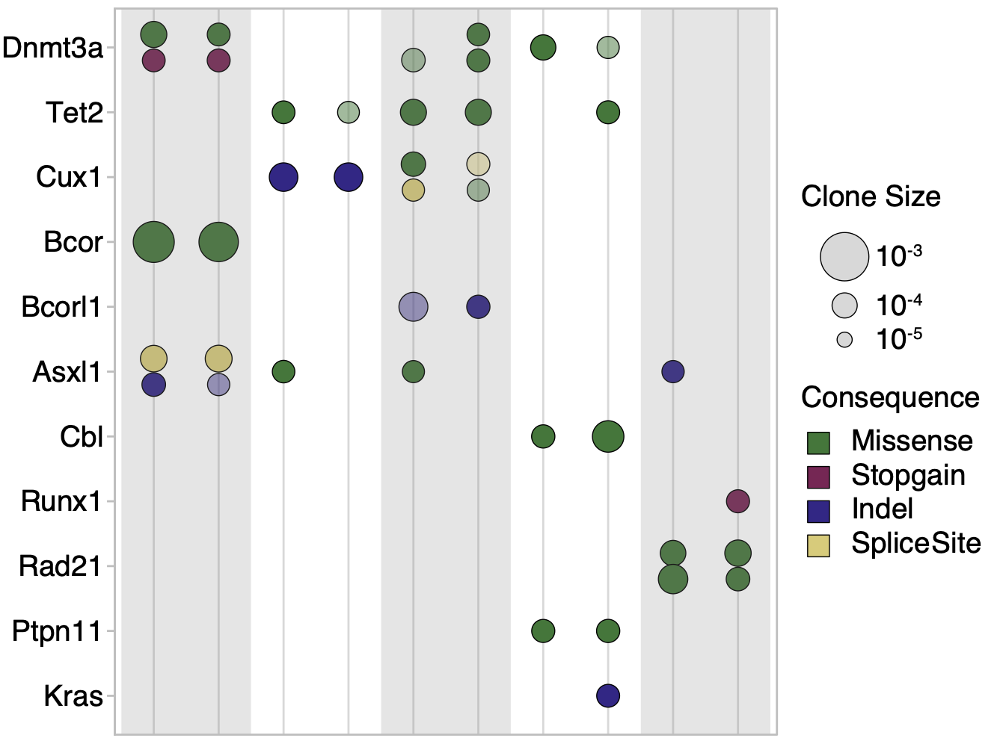 Dnmt3a
Tet2
Cux1
Bcor
Bcorl1
Asxl1
Cbl
Runx1
Rad21
Ptpn11
Kras
Clone Size
10⁻³
10⁻⁴
10⁻⁵
Consequence
Missense
Stopgain
Indel
SpliceSite